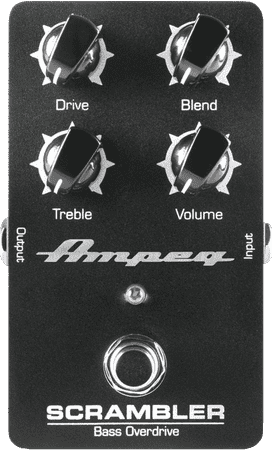 Drive Blend
Treble Volume
Output
Input
Ampeg
SCRAMBLER
Bass Overdrive